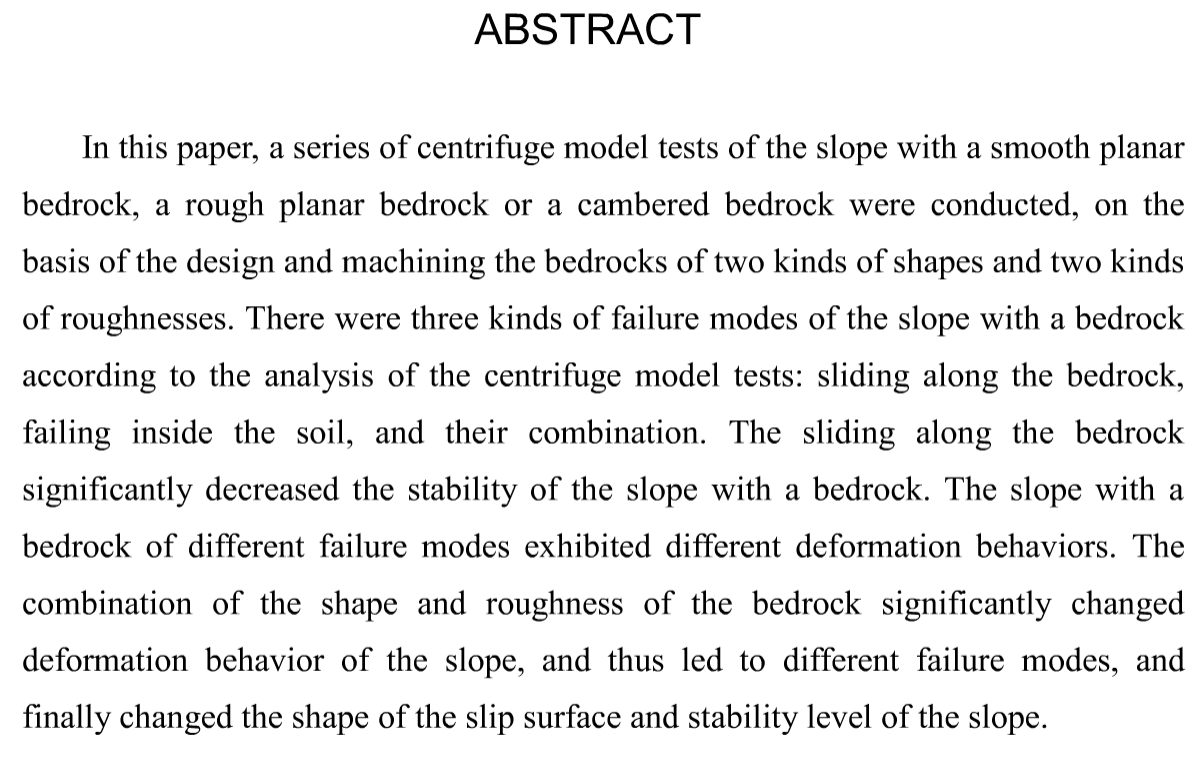 ABSTRACT
In this paper, a series of centrifuge model tests of the slope with a smooth planar
bedrock, a rough planar bedrock or a cambered bedrock were conducted, on the
basis of the design and machining the bedrocks of two kinds of shapes and two kinds
of roughnesses. There were three kinds of failure modes of the slope with a bedrock
according to the analysis of the centrifuge model tests: sliding along the bedrock,
failing inside the soil, and their combination. The sliding along the bedrock
significantly decreased the stability of the slope with a bedrock. The slope with a
bedrock of different failure modes exhibited different deformation behaviors. The
combination of the shape and roughness of the bedrock significantly changed
deformation behavior of the slope, and thus led to different failure modes, and
finally changed the shape of the slip surface and stability level of the slope.